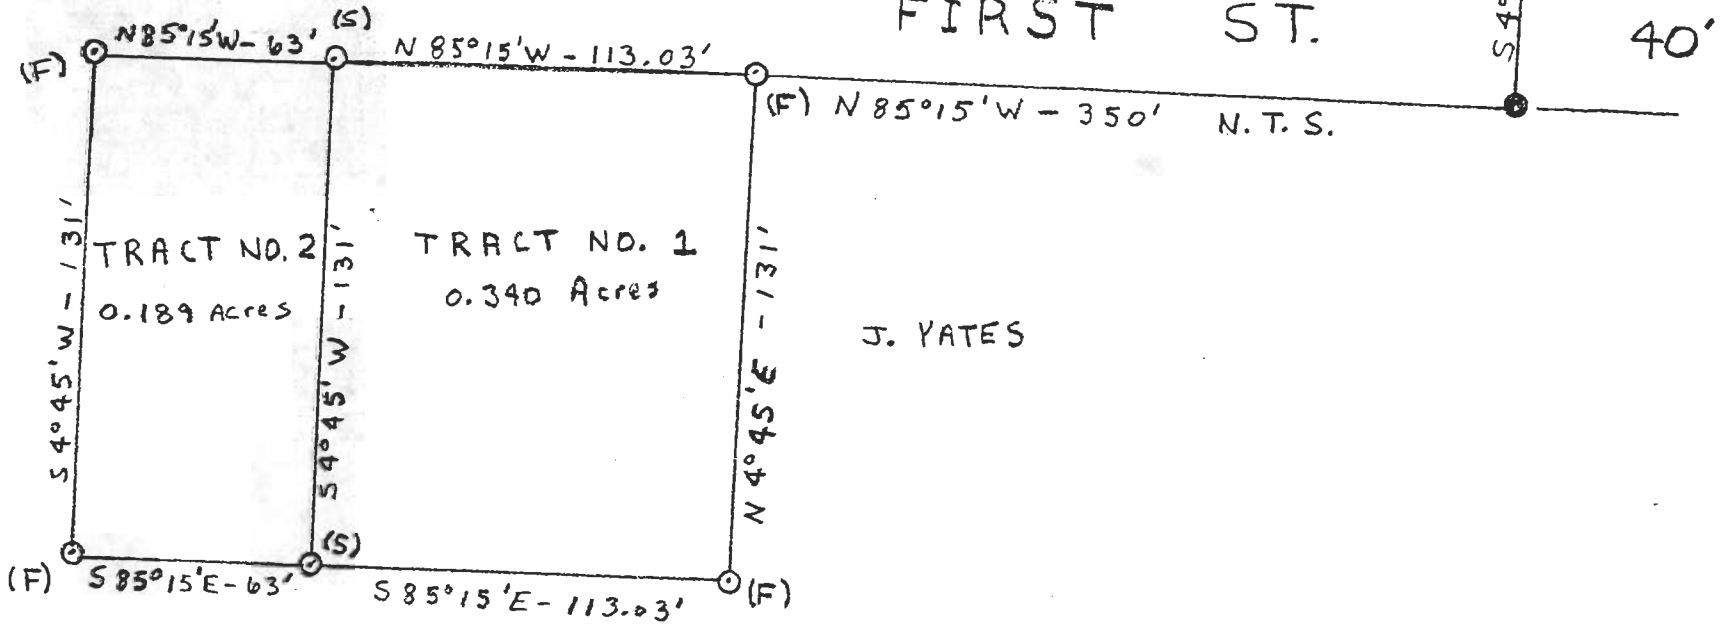 FIRST ST.
40'
S 4°
N 85°15'W - 63'
(S)
N 85°15'W - 113.03'
(F)
(F) N 85°15'W - 350' N.T.S.
S 4°45'W - 131'
TRACT NO. 2
0.189 Acres
S 4°45'W - 131'
TRACT NO. 1
0.340 Acres
N 4°45'E - 131'
J. YATES
(F)
S 85°15'E - 63'
(S)
S 85°15'E - 113.03'
(F)